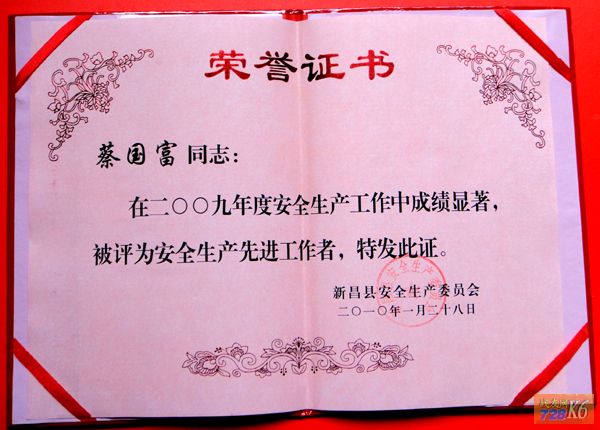 荣誉证书
蔡国富 同志：
在二〇〇九年度安全生产工作中成绩显著，
被评为安全生产先进工作者，特发此证。
新昌县安全生产委员会
二〇一〇年一月二十八日
728K6